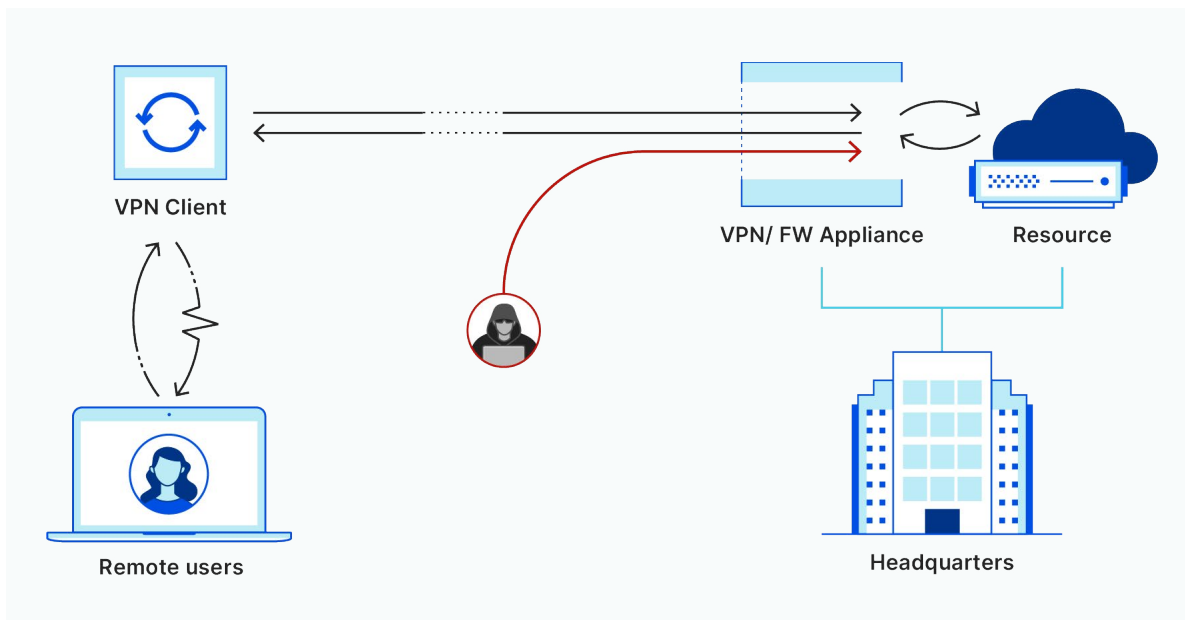 VPN Client
VPN/ FW Appliance
Resource
Remote users
Headquarters